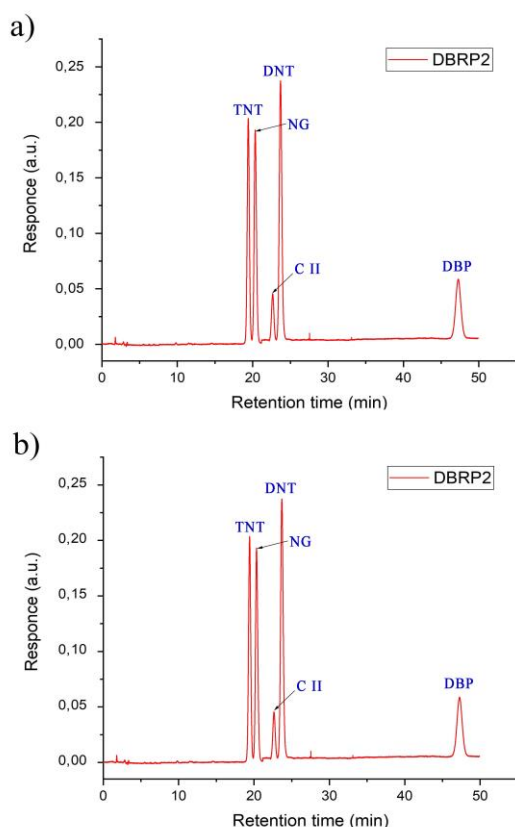 a)
DBRP2
DNT
0,25
TNT
NG
0,20
0,15
0,10
C II
DBP
0,05
0,00
Responce (a.u.)
0 10 20 30 40 50
Retention time (min)
b)
DBRP2
DNT
0,25
TNT
NG
0,20
0,15
0,10
C II
DBP
0,05
0,00
Responce (a.u.)
0 10 20 30 40 50
Retention time (min)